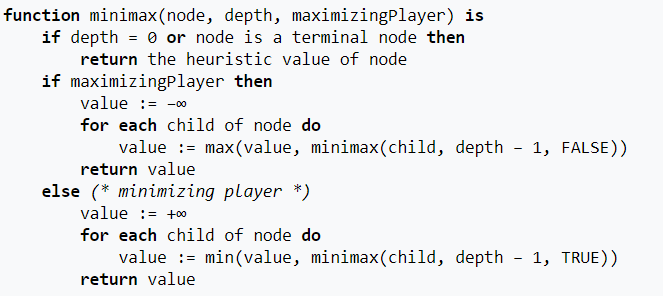 function minimax(node, depth, maximizingPlayer) is
    if depth = 0 or node is a terminal node then
        return the heuristic value of node
    if maximizingPlayer then
        value := −∞
        for each child of node do
            value := max(value, minimax(child, depth − 1, FALSE))
        return value
    else (* minimizing player *)
        value := +∞
        for each child of node do
            value := min(value, minimax(child, depth − 1, TRUE))
        return value